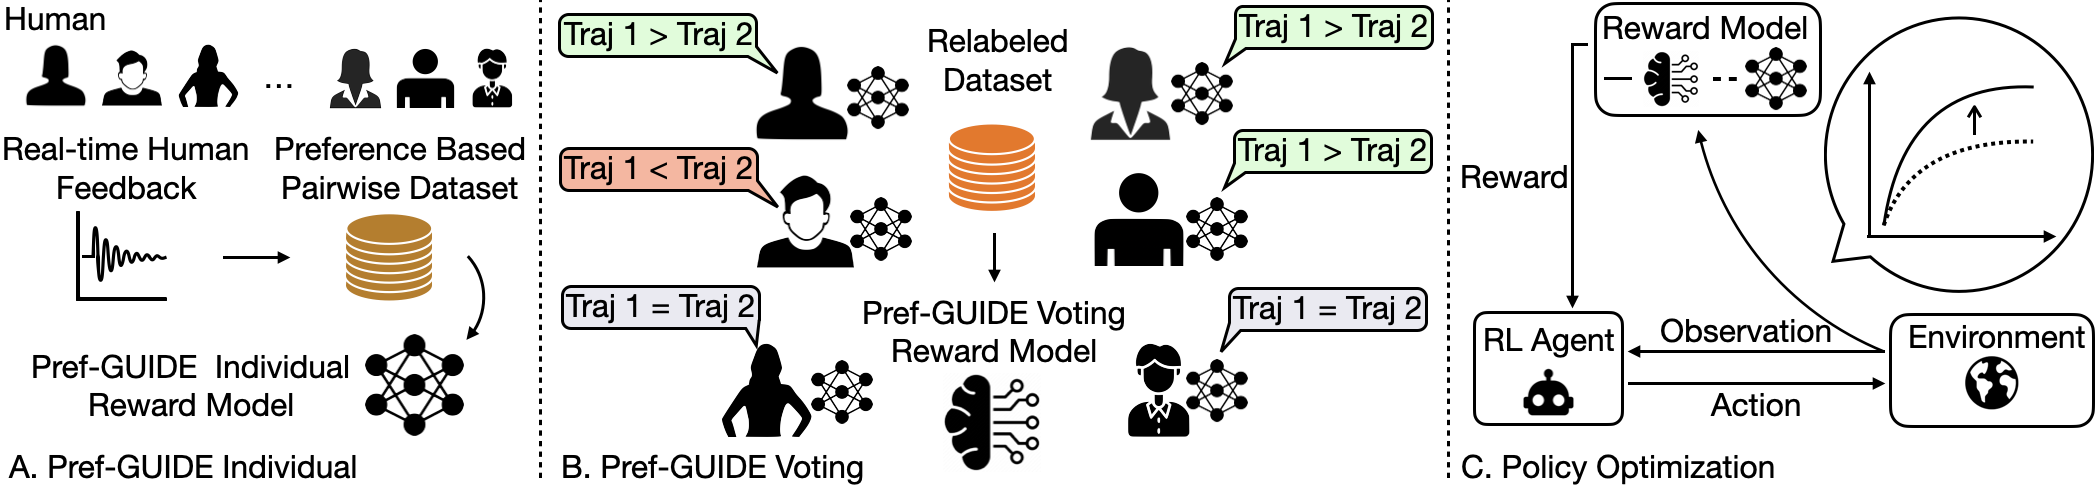 Human
...
Real-time Human
Feedback
Preference Based
Pairwise Dataset
Pref-GUIDE Individual
Reward Model
A. Pref-GUIDE Individual
Traj 1 > Traj 2
Traj 1 < Traj 2
Traj 1 = Traj 2
Relabeled
Dataset
Pref-GUIDE Voting
Reward Model
Traj 1 > Traj 2
Traj 1 > Traj 2
Traj 1 = Traj 2
B. Pref-GUIDE Voting
Reward Model
Reward
RL Agent
Observation
Action
Environment
C. Policy Optimization